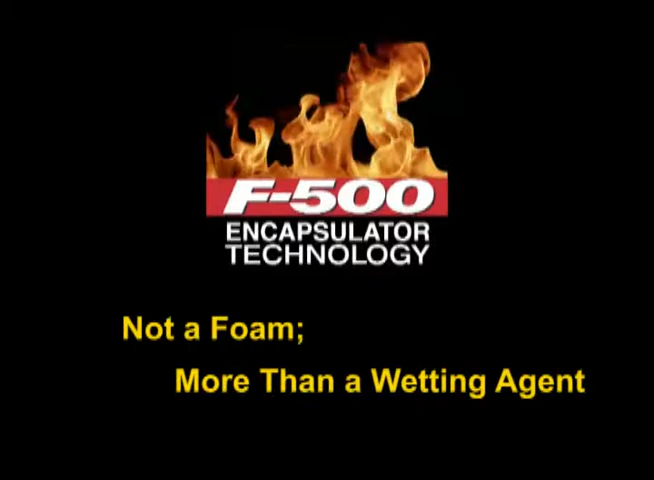 F-500
ENCAPSULATOR
TECHNOLOGY
Not a Foam;
More Than a Wetting Agent